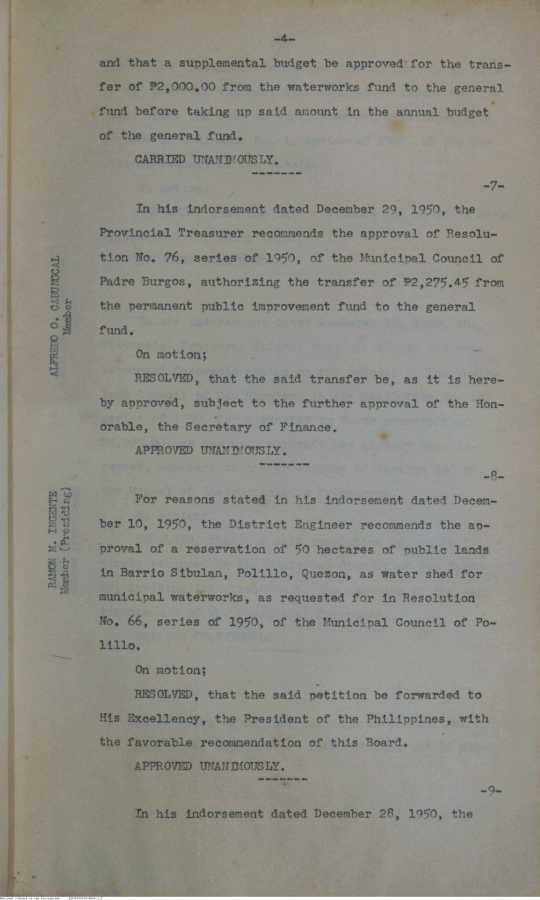 -4-
and that a supplemental budget be approved for the trans-
fer of ₱2,000.00 from the waterworks fund to the general
fund before taking up said amount in the annual budget
of the general fund.
CARRIED UNANIMOUSLY.
-------
-7-
In his indorsement dated December 29, 1950, the
Provincial Treasurer recommends the approval of Resolu-
tion No. 76, series of 1950, of the Municipal Council of
Padre Burgos, authorizing the transfer of ₱2,275.45 from
the permanent public improvement fund to the general
fund.
On motion;
RESOLVED, that the said transfer be, as it is here-
by approved, subject to the further approval of the Hon-
orable, the Secretary of Finance.
APPROVED UNANIMOUSLY.
-------
-8-
For reasons stated in his indorsement dated Decem-
ber 10, 1950, the District Engineer recommends the ap-
proval of a reservation of 50 hectares of public lands
in Barrio Sibulan, Polillo, Quezon, as water shed for
municipal waterworks, as requested for in Resolution
No. 66, series of 1950, of the Municipal Council of Po-
lillo.
On motion;
RESOLVED, that the said petition be forwarded to
His Excellency, the President of the Philippines, with
the favorable recommendation of this Board.
APPROVED UNANIMOUSLY.
-------
-9-
In his indorsement dated December 28, 1950, the
ALFREDO O.
Member
RAMON M. INGENTE
Member (Presiding)
National Library of the Philippines